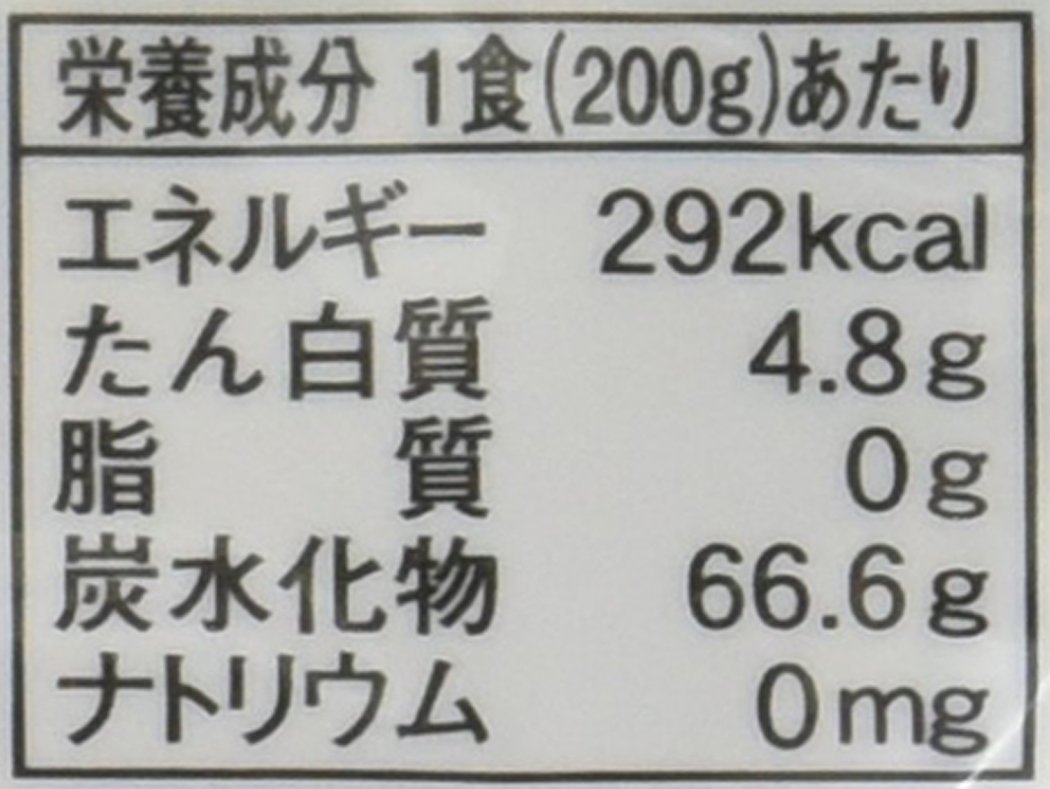 栄養成分 1食(200g)あたり
エネルギー 292kcal
たん白質 4.8g
脂質 0g
炭水化物 66.6g
ナトリウム 0mg